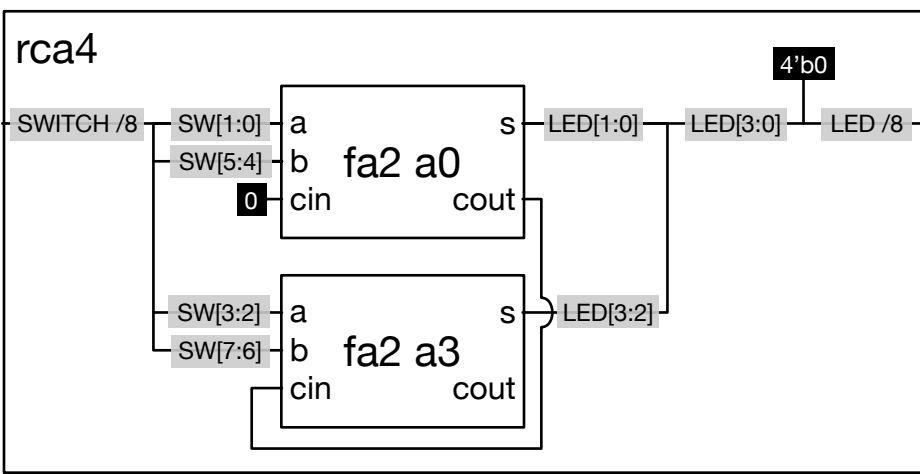 rca4
4’b0
SWITCH /8 SW[1:0] a s LED[1:0] LED[3:0] LED /8
SW[5:4] b fa2 a0
0 cin cout
SW[3:2] a s LED[3:2]
SW[7:6] b fa2 a3
cin cout